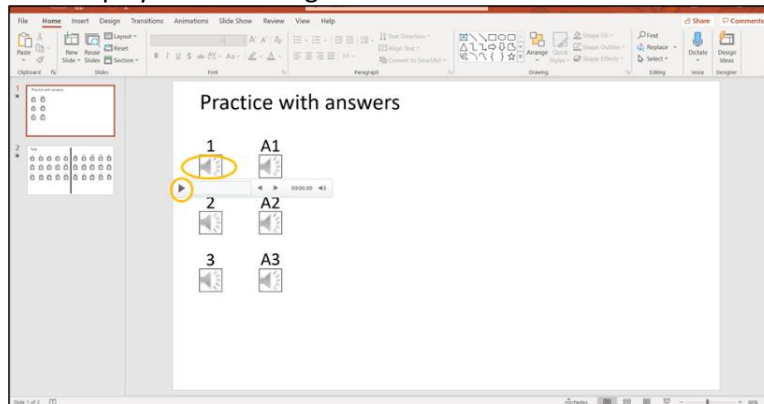 File Home Insert Design Transitions Animations Slide Show Review View Help Share Comments
Paste New Slide Reuse Slides Layout Reset Section
B I U S
Text Direction
Align Text
Convert to SmartArt
Arrange Quick Styles Shape Fill
Shape Outline
Shape Effects
Find
Replace
Select
Dictate Design Ideas
Clipboard Slides Font Paragraph Drawing Editing Voice Designer
1
2
Practice with answers
1 A1
00:00.00
2 A2
3 A3
Slide 1 of 2
Notes